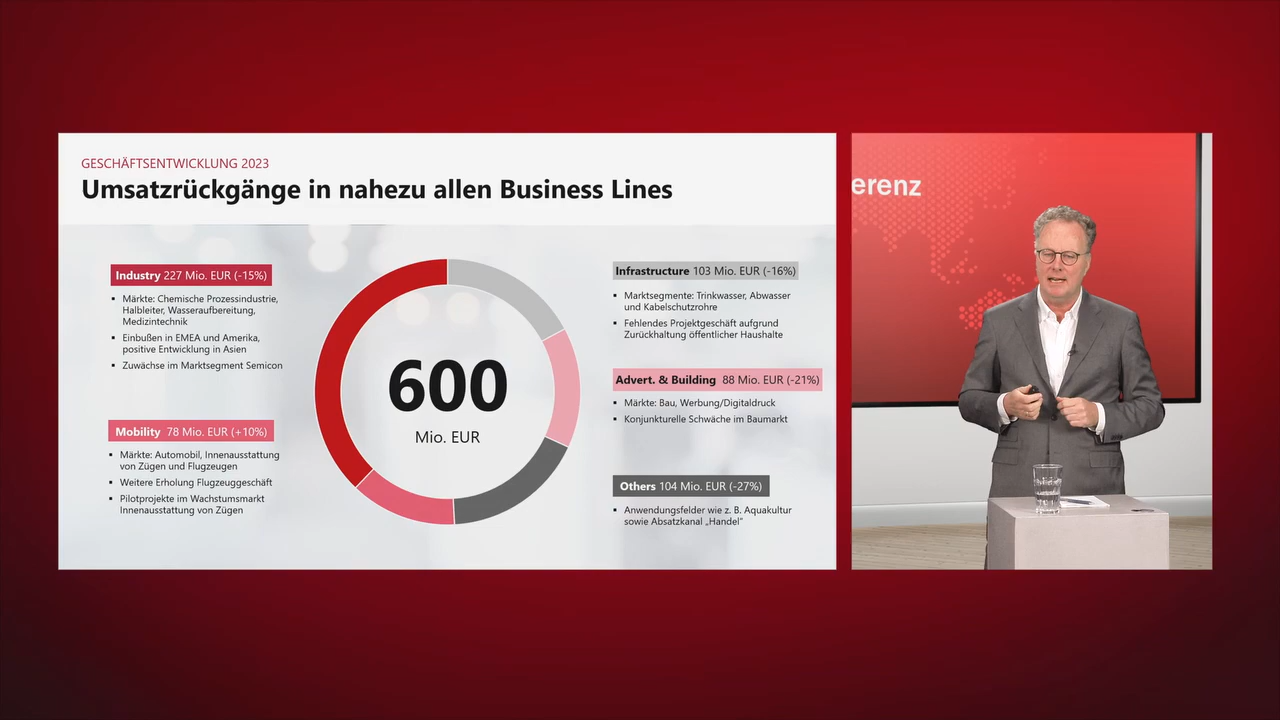 GESCHÄFTSENTWICKLUNG 2023
Umsatzrückgänge in nahezu allen Business Lines
Industry 227 Mio. EUR (-15%)
▪ Märkte: Chemische Prozessindustrie,
Halbleiter, Wasseraufbereitung,
Medizintechnik
▪ Einbußen in EMEA und Amerika,
positive Entwicklung in Asien
▪ Zuwächse im Marktsegment Semicon
Mobility 78 Mio. EUR (+10%)
▪ Märkte: Automobil, Innenausstattung
von Zügen und Flugzeugen
▪ Weitere Erholung Flugzeuggeschäft
▪ Pilotprojekte im Wachstumsmarkt
Innenausstattung von Zügen
600
Mio. EUR
Infrastructure 103 Mio. EUR (-16%)
▪ Marktsegmente: Trinkwasser, Abwasser
und Kabelschutzrohre
▪ Fehlendes Projektgeschäft aufgrund
Zurückhaltung öffentlicher Haushalte
Advert. & Building 88 Mio. EUR (-21%)
▪ Märkte: Bau, Werbung/Digitaldruck
▪ Konjunkturelle Schwäche im Baumarkt
Others 104 Mio. EUR (-27%)
▪ Anwendungsfelder wie z. B. Aquakultur
sowie Absatzkanal „Handel"
erenz